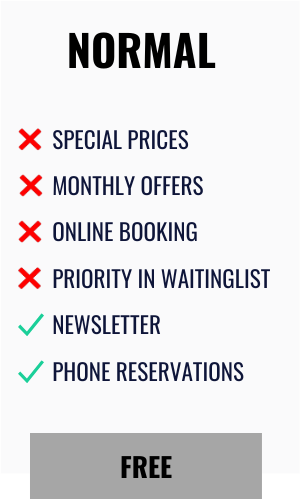 NORMAL
SPECIAL PRICES
MONTHLY OFFERS
ONLINE BOOKING
PRIORITY IN WAITINGLIST
NEWSLETTER
PHONE RESERVATIONS
FREE